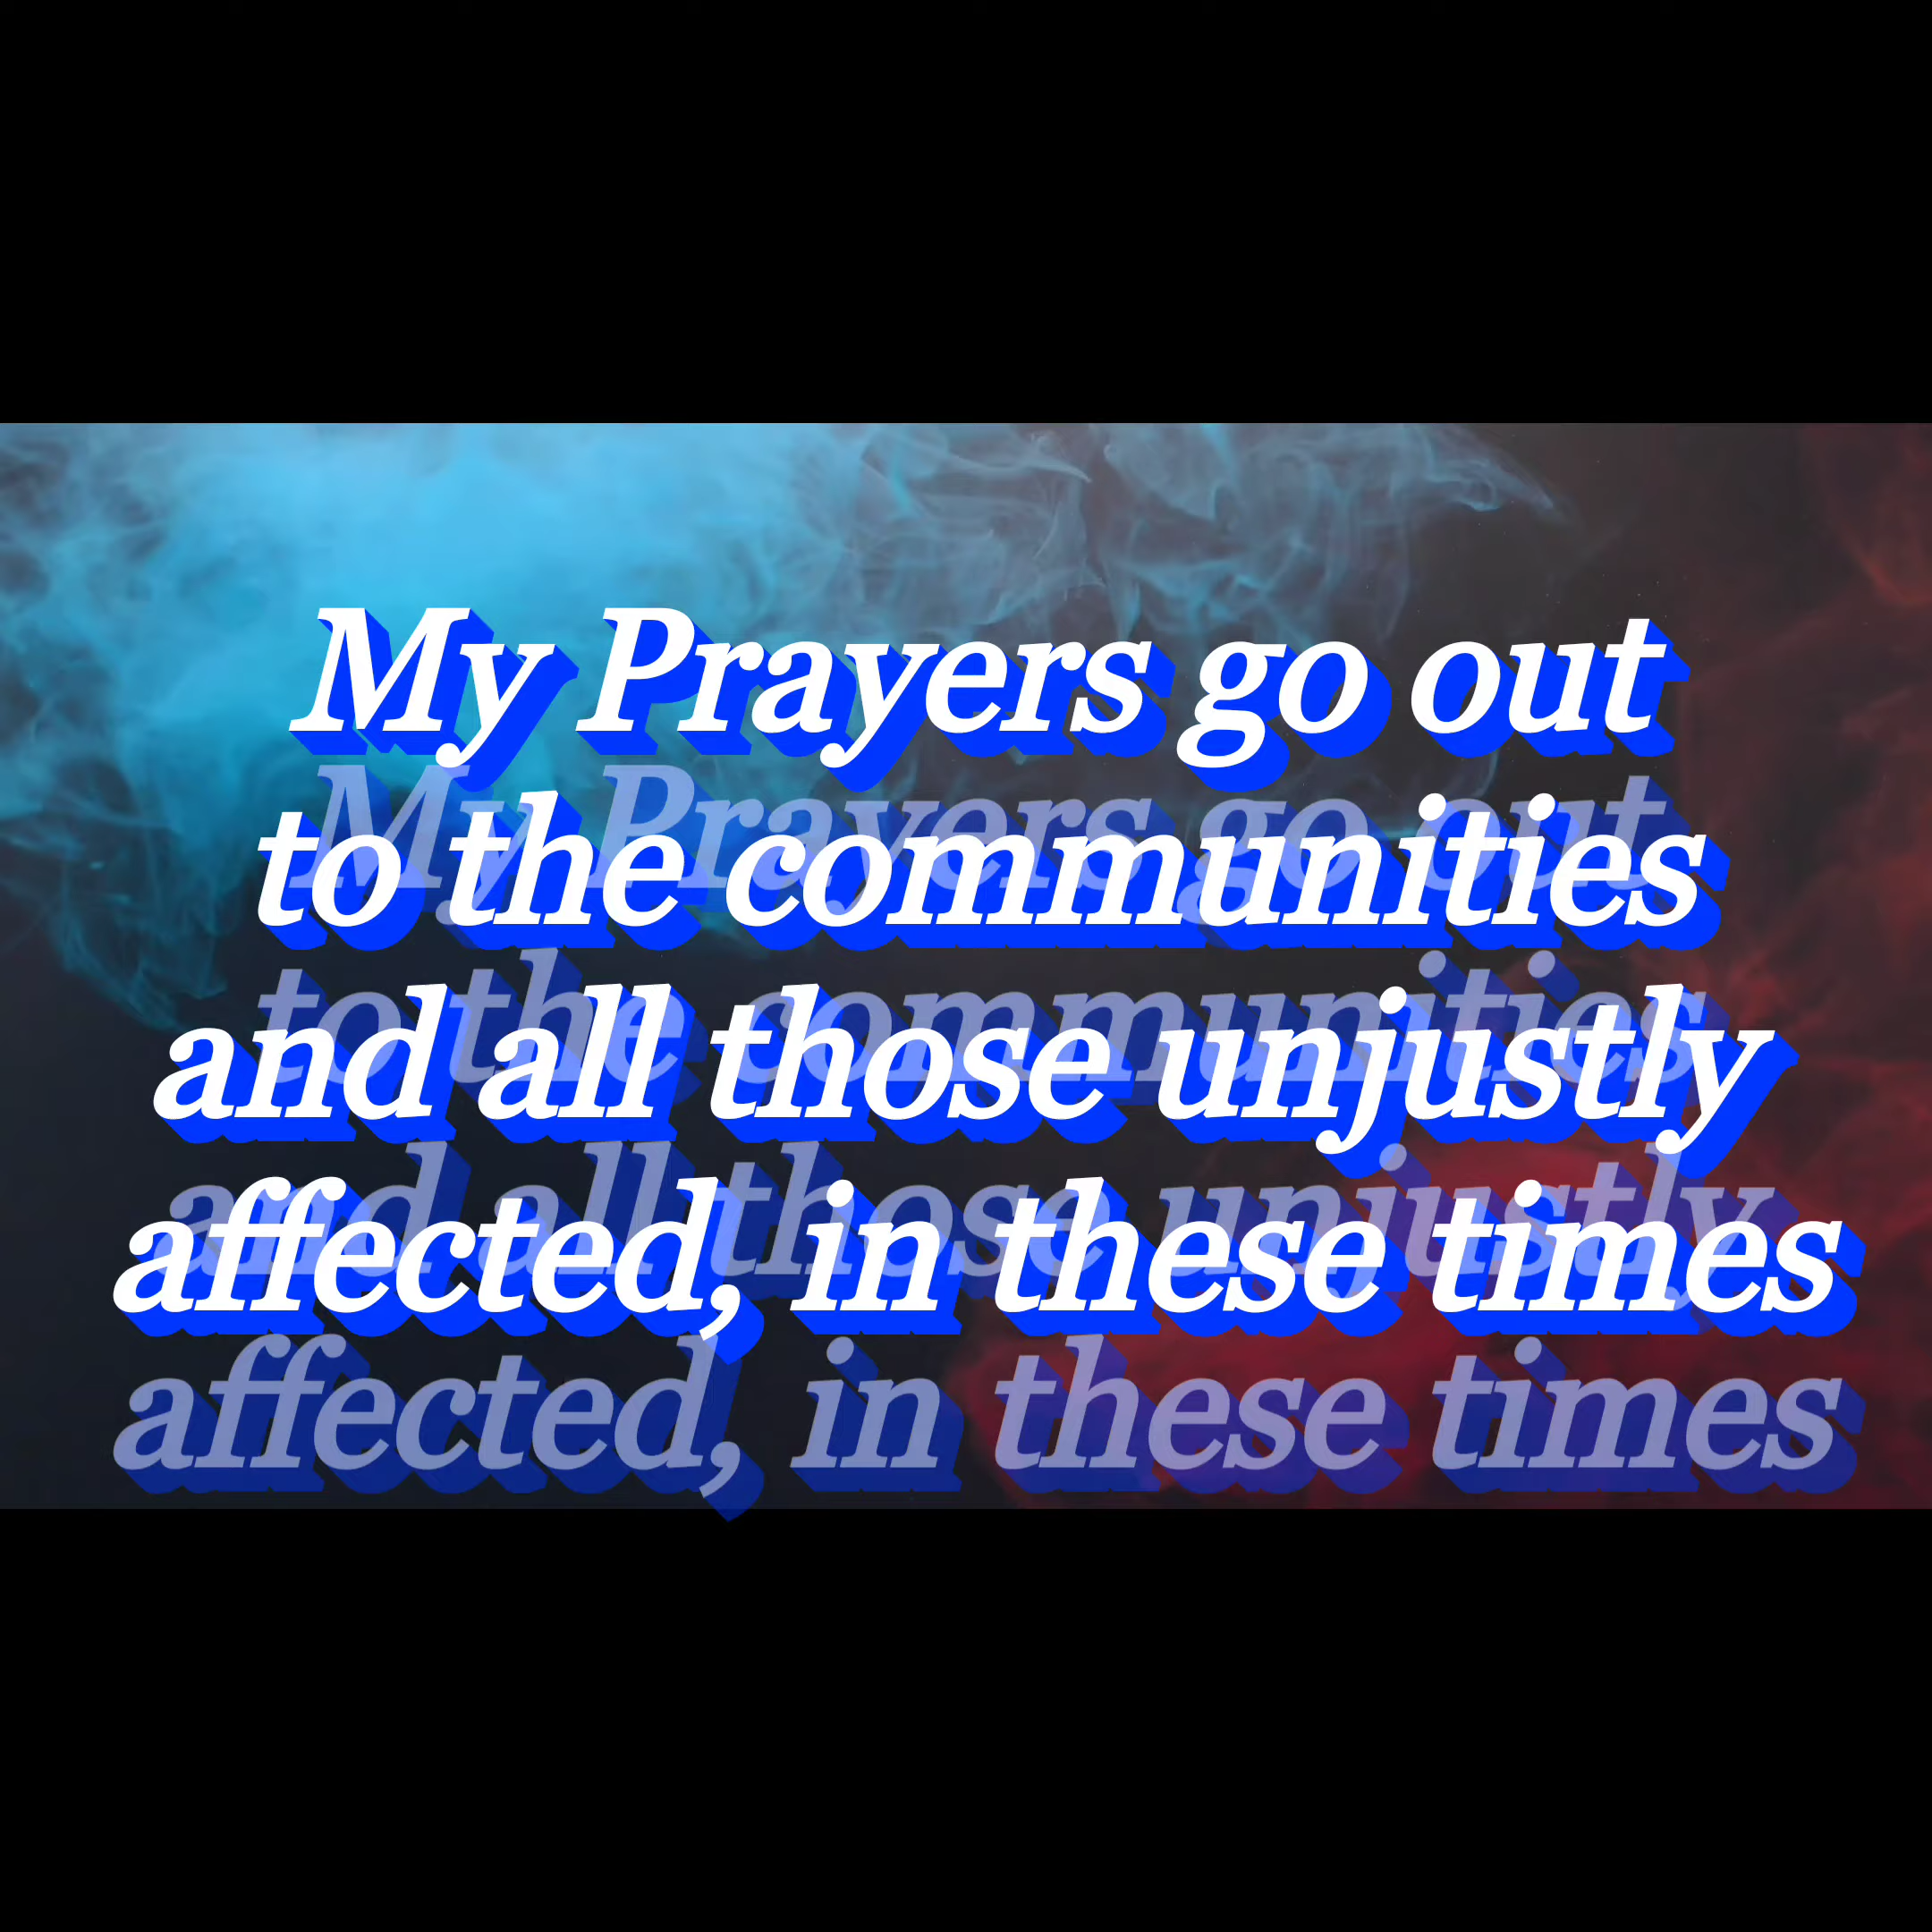 My Prayers go out
to the communities
and all those unjustly
affected, in these times